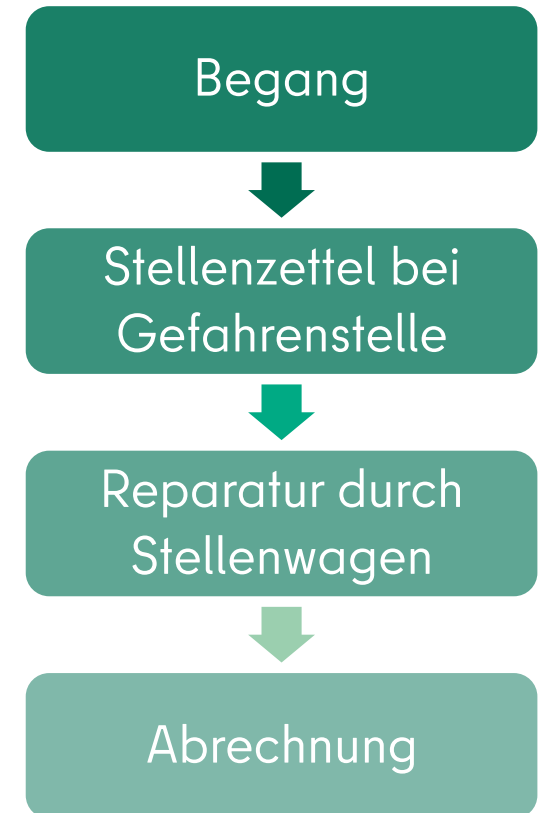 Begang
Stellenzettel bei
Gefahrenstelle
Reparatur durch
Stellenwagen
Abrechnung